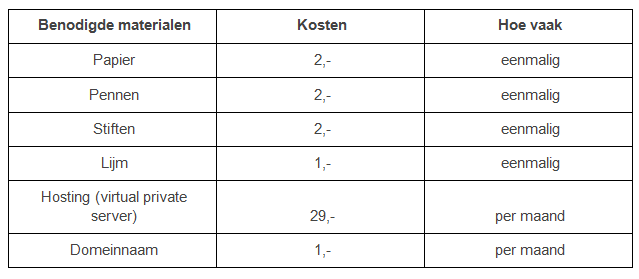 Benodigde materialen Kosten Hoe vaak
Papier 2,- eenmalig
Pennen 2,- eenmalig
Stiften 2,- eenmalig
Lijm 1,- eenmalig
Hosting (virtual private
server) 29,- per maand
Domeinnaam 1,- per maand